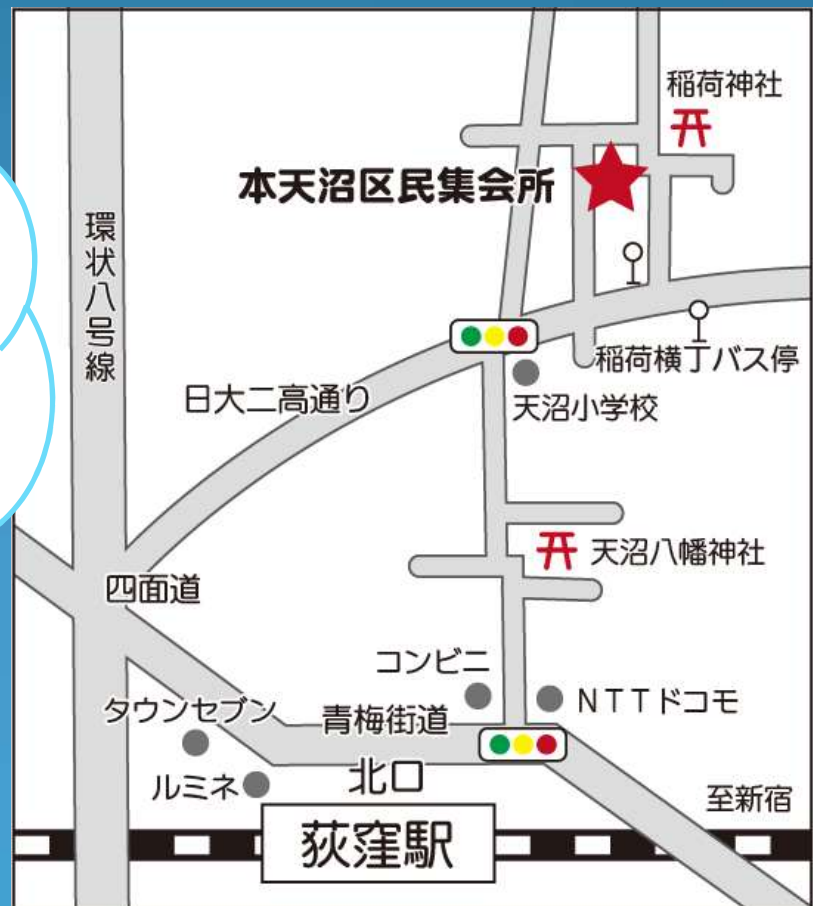 稲荷神社
本天沼区民集会所
環状八号線
稲荷横丁バス停
日大二高通り
天沼小学校
天沼八幡神社
四面道
コンビニ
NTTドコモ
タウンセブン
青梅街道
ルミネ
北口
至新宿
荻窪駅